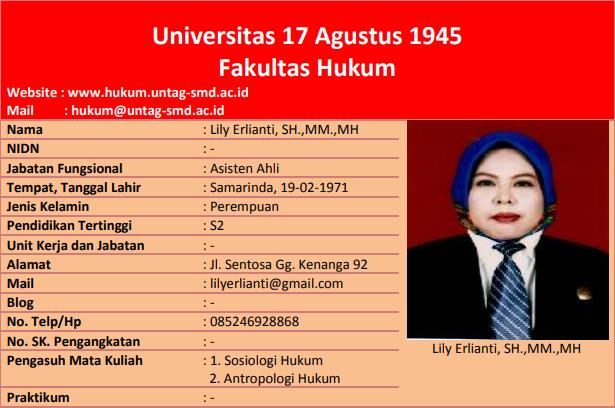 Universitas 17 Agustus 1945
Fakultas Hukum
Website : www.hukum.untag-smd.ac.id
Mail : hukum@untag-smd.ac.id
Nama : Lily Erlianti, SH.,MM.,MH
NIDN : -
Jabatan Fungsional : Asisten Ahli
Tempat, Tanggal Lahir : Samarinda, 19-02-1971
Jenis Kelamin : Perempuan
Pendidikan Tertinggi : S2
Unit Kerja dan Jabatan : -
Alamat : Jl. Sentosa Gg. Kenanga 92
Mail : lilyerlianti@gmail.com
Blog : -
No. Telp/Hp : 085246928868
No. SK. Pengangkatan : -
Pengasuh Mata Kuliah : 1. Sosiologi Hukum
2. Antropologi Hukum
Praktikum : -
Lily Erlianti, SH.,MM.,MH